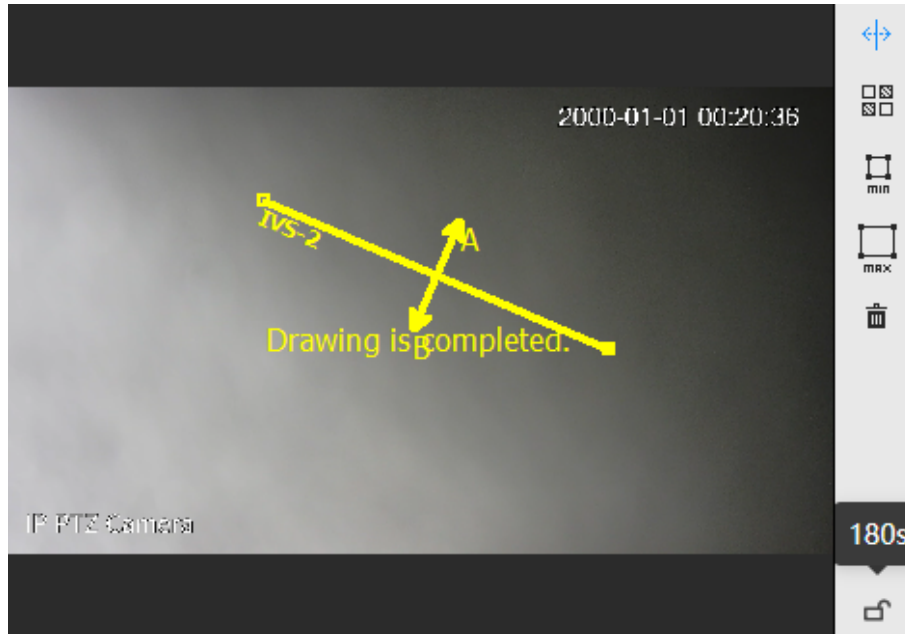 2000-01-01 00:20:36
IVS-2
A
Drawing is completed.
B
IP PTZ Camera
min
max
180s